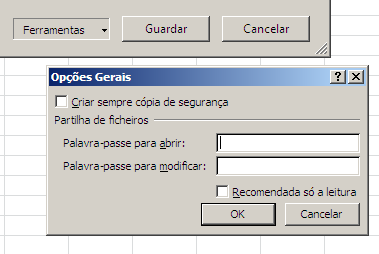 Ferramentas Guardar Cancelar
Opções Gerais
Criar sempre cópia de segurança
Partilha de ficheiros
Palavra-passe para abrir:
Palavra-passe para modificar:
Recomendada só a leitura
OK Cancelar